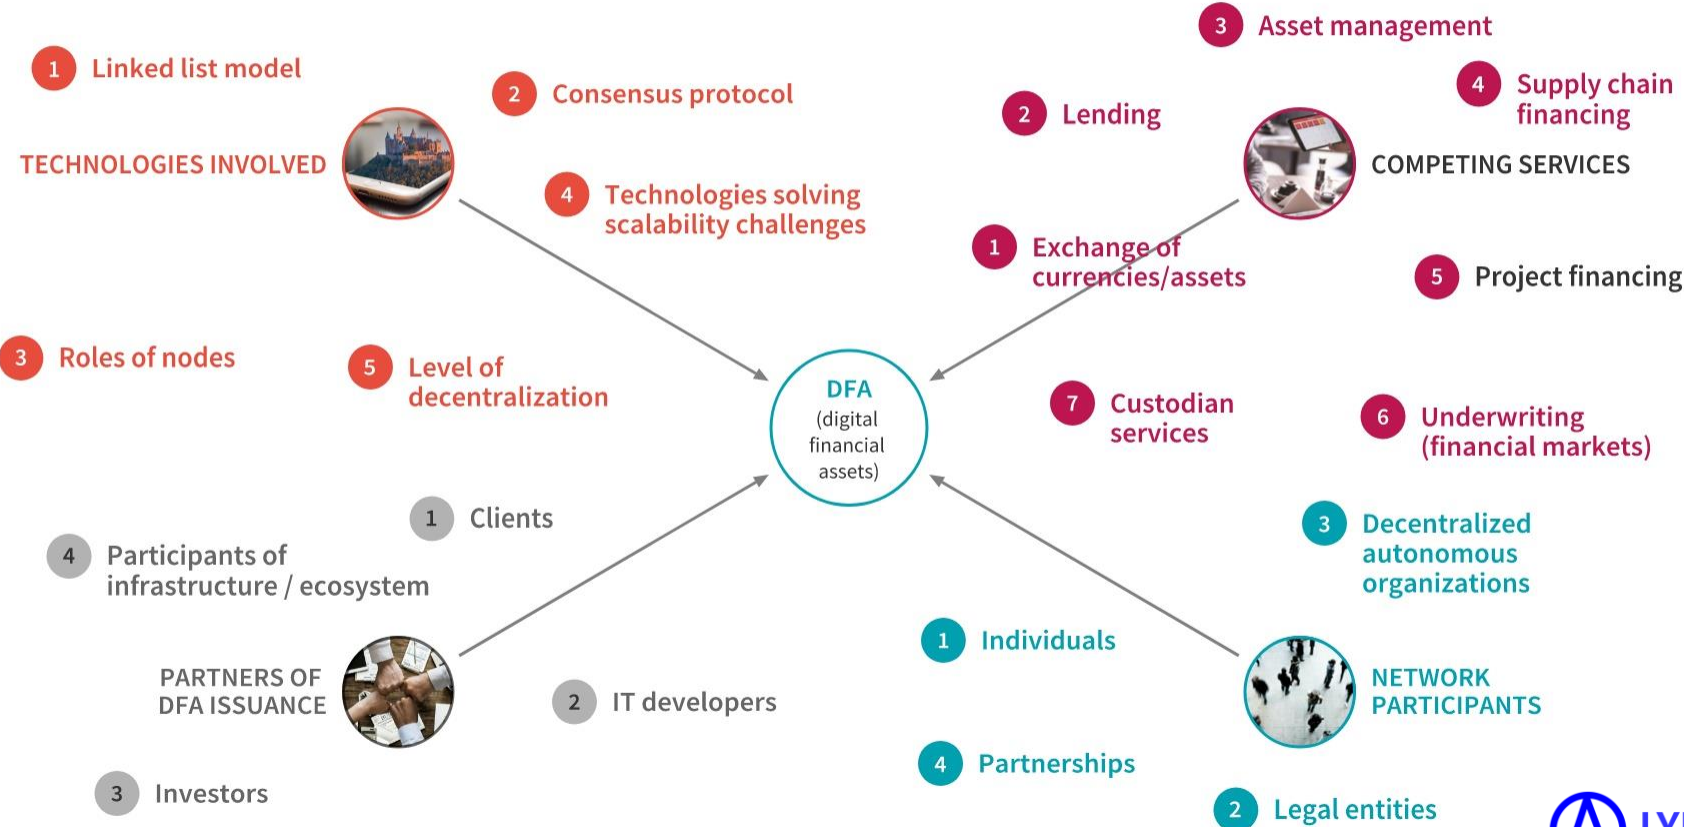 1 Linked list model
2 Consensus protocol
TECHNOLOGIES INVOLVED
4 Technologies solving
scalability challenges
3 Roles of nodes
5 Level of
decentralization
3 Asset management
4 Supply chain
financing
2 Lending
COMPETING SERVICES
1 Exchange of
currencies/assets
5 Project financing
7 Custodian
services
6 Underwriting
(financial markets)
DFA
(digital
financial
assets)
1 Clients
4 Participants of
infrastructure / ecosystem
PARTNERS OF
DFA ISSUANCE
2 IT developers
3 Investors
3 Decentralized
autonomous
organizations
1 Individuals
NETWORK
PARTICIPANTS
4 Partnerships
2 Legal entities